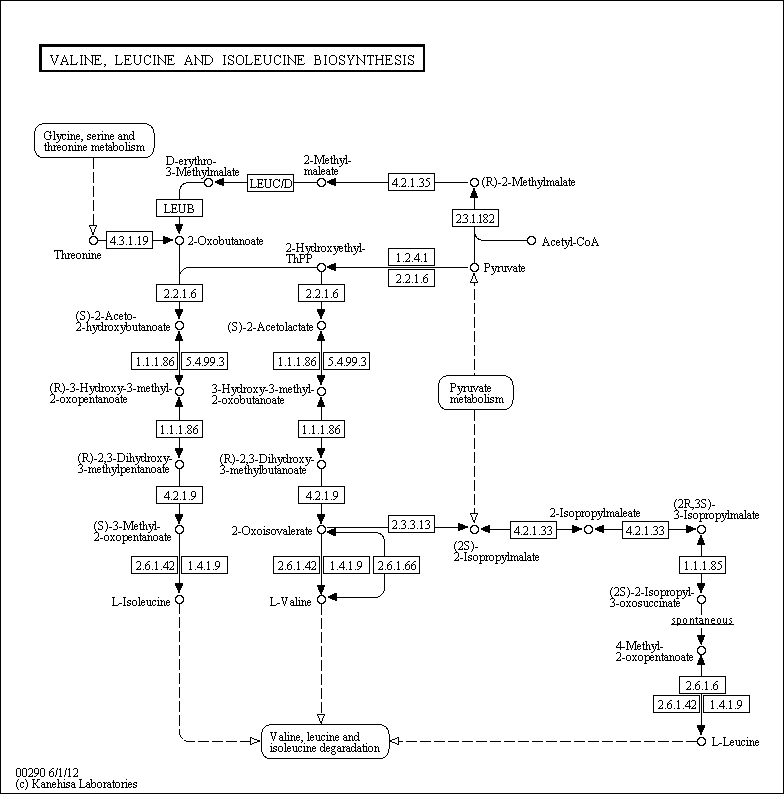 VALINE, LEUCINE AND ISOLEUCINE BIOSYNTHESIS
Glycine, serine and
threonine metabolism
D-erythro-
3-Methylmalate
2-Methyl-
maleate
LEUC/D
4.2.1.35
(R)-2-Methylmalate
LEUB
2.3.1.182
Threonine
4.3.1.19
2-Oxobutanoate
2-Hydroxyethyl-
ThPP
1.2.4.1
2.2.1.6
Acetyl-CoA
Pyruvate
2.2.1.6
2.2.1.6
(S)-2-Aceto-
2-hydroxybutanoate
(S)-2-Acetolactate
1.1.1.86
5.4.99.3
1.1.1.86
5.4.99.3
(R)-3-Hydroxy-3-methyl-
2-oxopentanoate
3-Hydroxy-3-methyl-
2-oxobutanoate
Pyruvate
metabolism
1.1.1.86
1.1.1.86
(R)-2,3-Dihydroxy-
3-methylpentanoate
(R)-2,3-Dihydroxy-
3-methylbutanoate
4.2.1.9
4.2.1.9
(S)-3-Methyl-
2-oxopentanoate
2-Oxoisovalerate
2.3.3.13
(2S)-
2-Isopropylmalate
4.2.1.33
2-Isopropylmaleate
4.2.1.33
(2R,3S)-
3-Isopropylmalate
2.6.1.42
1.4.1.9
2.6.1.42
1.4.1.9
2.6.1.66
1.1.1.85
L-Isoleucine
L-Valine
(2S)-2-Isopropyl-
3-oxosuccinate
spontaneous
4-Methyl-
2-oxopentanoate
2.6.1.6
2.6.1.42
1.4.1.9
Valine, leucine and
isoleucine degaradation
L-Leucine
00290 6/1/12
(c) Kanehisa Laboratories